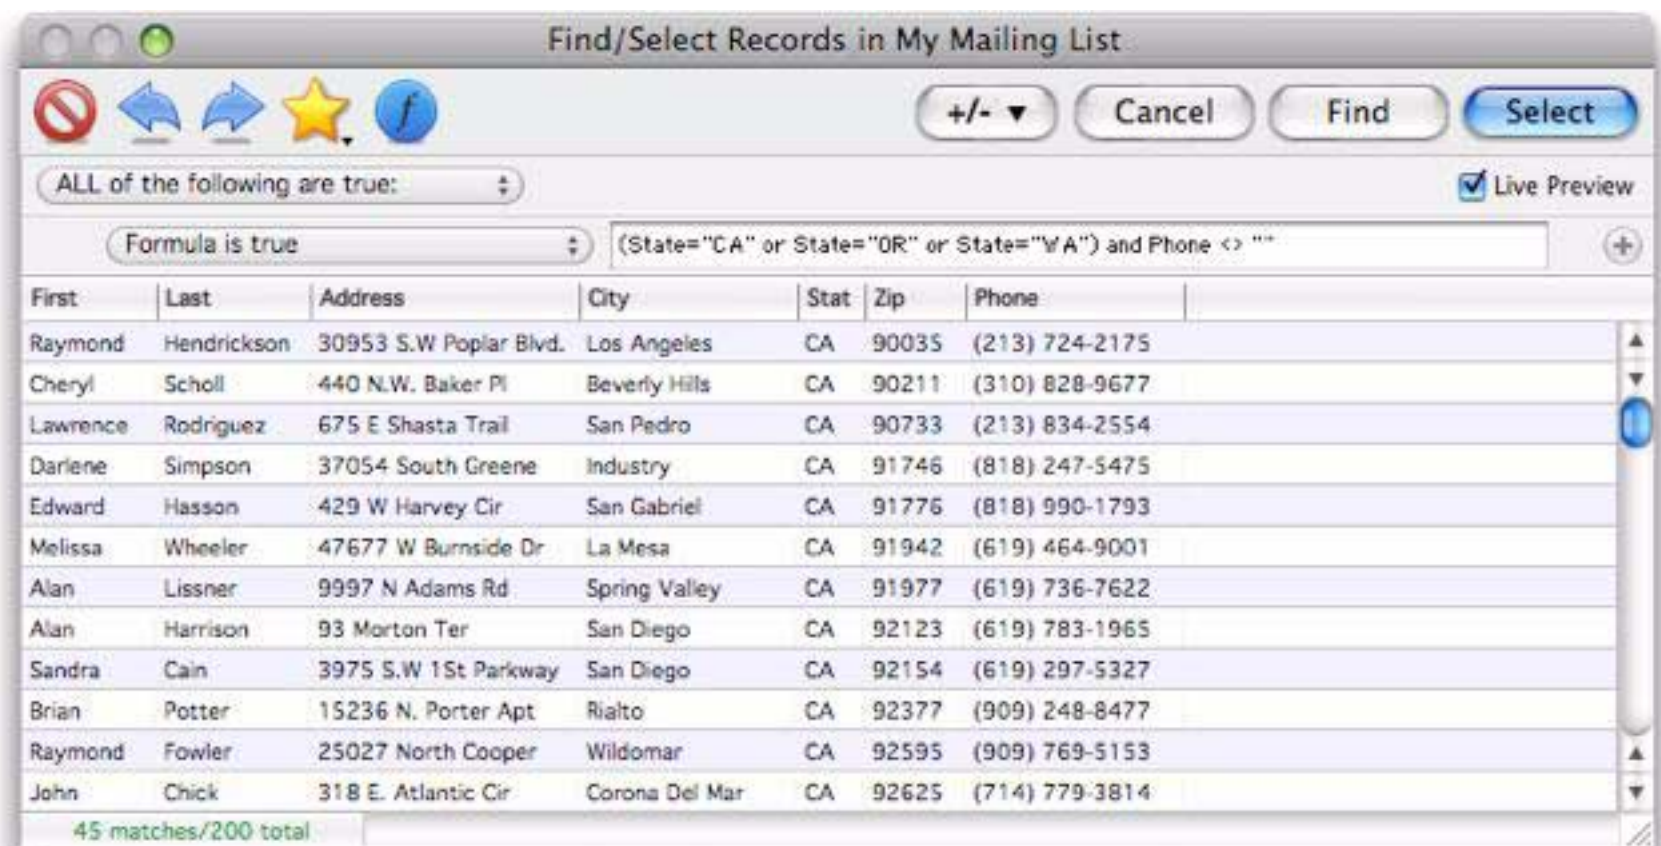 Find/Select Records in My Mailing List
+/- ▼ Cancel Find Select
ALL of the following are true: Live Preview
Formula is true (State="CA" or State="OR" or State="WA") and Phone <> ""
First Last Address City Stat Zip Phone
Raymond Hendrickson 30953 S.W Poplar Blvd. Los Angeles CA 90035 (213) 724-2175
Cheryl Scholl 440 N.W. Baker Pl Beverly Hills CA 90211 (310) 828-9677
Lawrence Rodriguez 675 E Shasta Trail San Pedro CA 90733 (213) 834-2554
Darlene Simpson 37054 South Greene Industry CA 91746 (818) 247-5475
Edward Hasson 429 W Harvey Cir San Gabriel CA 91776 (818) 990-1793
Melissa Wheeler 47677 W Burnside Dr La Mesa CA 91942 (619) 464-9001
Alan Lissner 9997 N Adams Rd Spring Valley CA 91977 (619) 736-7622
Alan Harrison 93 Morton Ter San Diego CA 92123 (619) 783-1965
Sandra Cain 3975 S.W 1St Parkway San Diego CA 92154 (619) 297-5327
Brian Potter 15236 N. Porter Apt Rialto CA 92377 (909) 248-8477
Raymond Fowler 25027 North Cooper Wildomar CA 92595 (909) 769-5153
John Chick 318 E. Atlantic Cir Corona Del Mar CA 92625 (714) 779-3814
45 matches/200 total